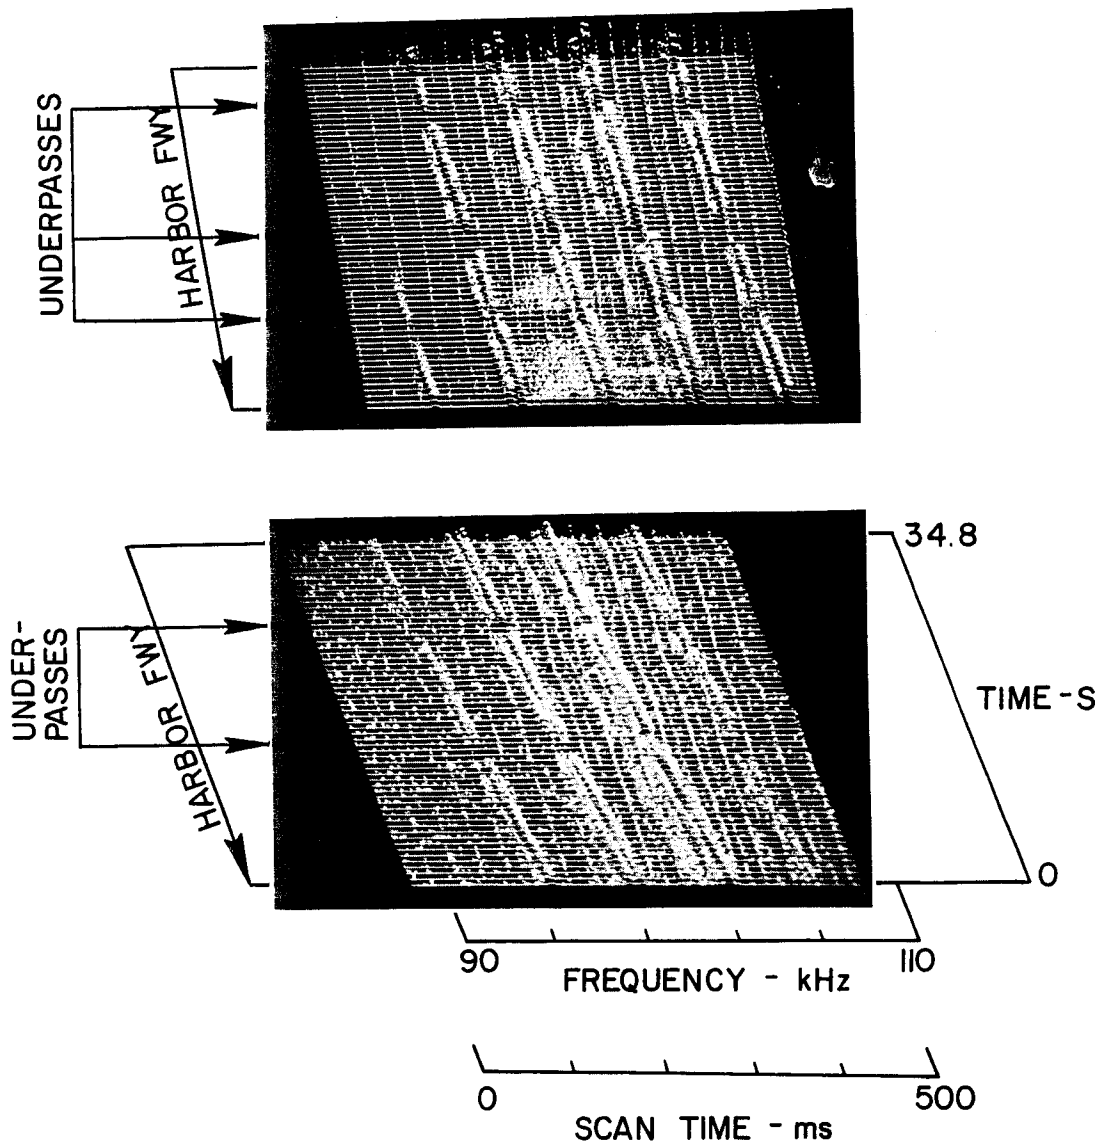 UNDERPASSES
HARBOR FWY
UNDER-
PASSES
HARBOR FWY
34.8
TIME - S
0
90
110
FREQUENCY - kHz
0
500
SCAN TIME - ms